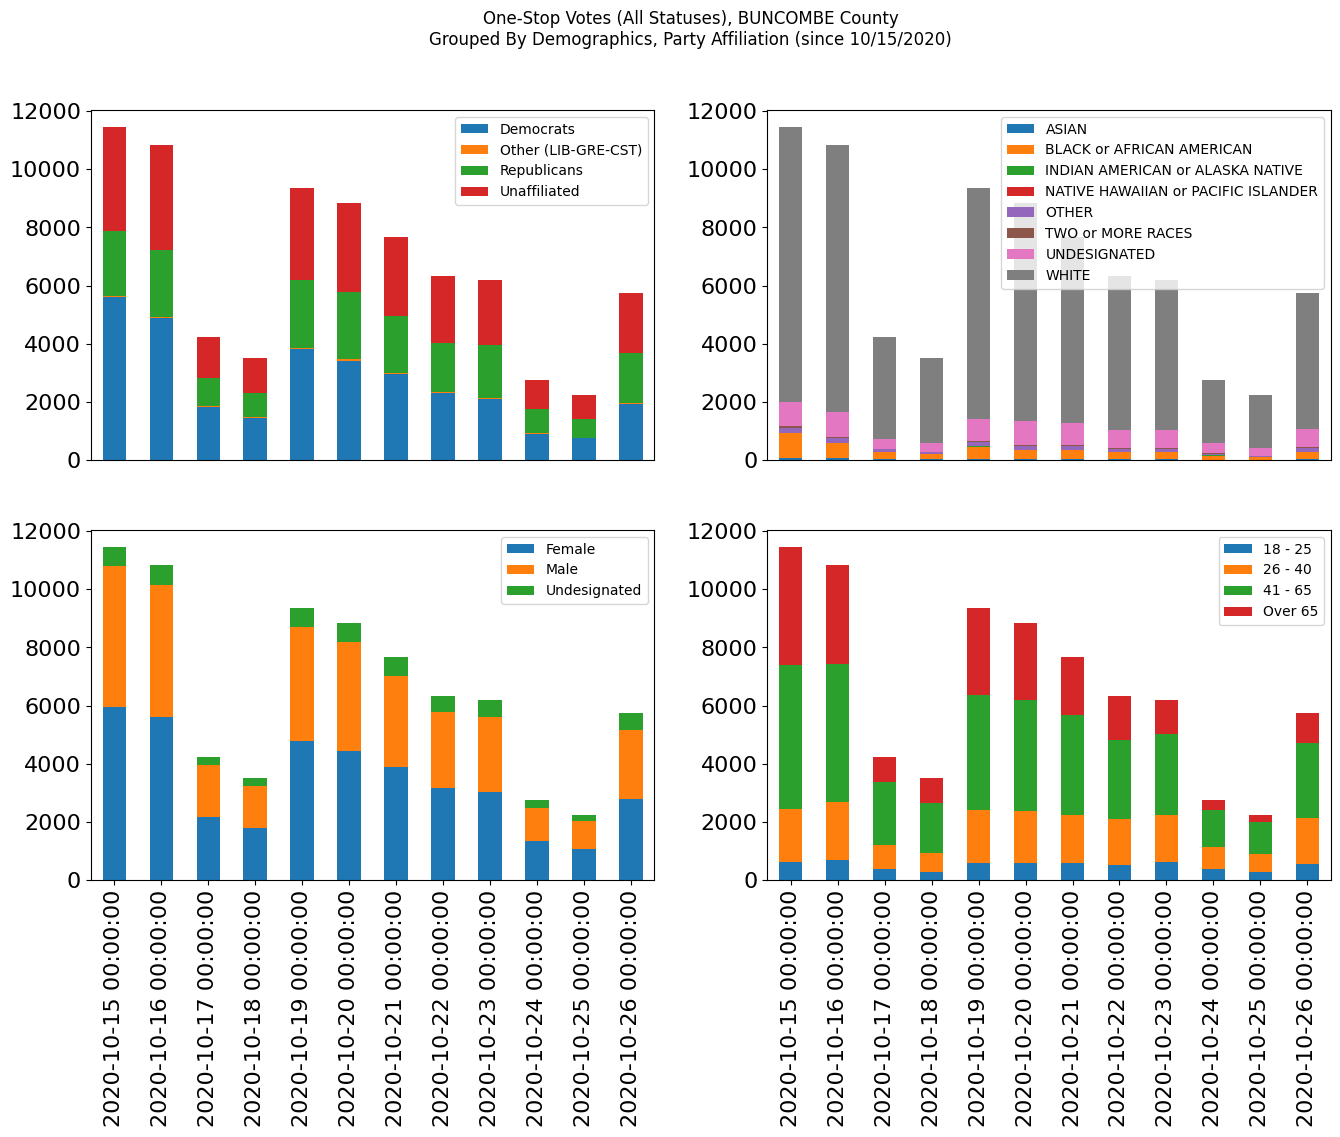 One-Stop Votes (All Statuses), BUNCOMBE County
Grouped By Demographics, Party Affiliation (since 10/15/2020)
12000
10000
8000
6000
4000
2000
0
Democrats
Other (LIB-GRE-CST)
Republicans
Unaffiliated
12000
10000
8000
6000
4000
2000
0
ASIAN
BLACK or AFRICAN AMERICAN
INDIAN AMERICAN or ALASKA NATIVE
NATIVE HAWAIIAN or PACIFIC ISLANDER
OTHER
TWO or MORE RACES
UNDESIGNATED
WHITE
12000
10000
8000
6000
4000
2000
0
Female
Male
Undesignated
2020-10-15 00:00:00
2020-10-16 00:00:00
2020-10-17 00:00:00
2020-10-18 00:00:00
2020-10-19 00:00:00
2020-10-20 00:00:00
2020-10-21 00:00:00
2020-10-22 00:00:00
2020-10-23 00:00:00
2020-10-24 00:00:00
2020-10-25 00:00:00
2020-10-26 00:00:00
12000
10000
8000
6000
4000
2000
0
18 - 25
26 - 40
41 - 65
Over 65
2020-10-15 00:00:00
2020-10-16 00:00:00
2020-10-17 00:00:00
2020-10-18 00:00:00
2020-10-19 00:00:00
2020-10-20 00:00:00
2020-10-21 00:00:00
2020-10-22 00:00:00
2020-10-23 00:00:00
2020-10-24 00:00:00
2020-10-25 00:00:00
2020-10-26 00:00:00